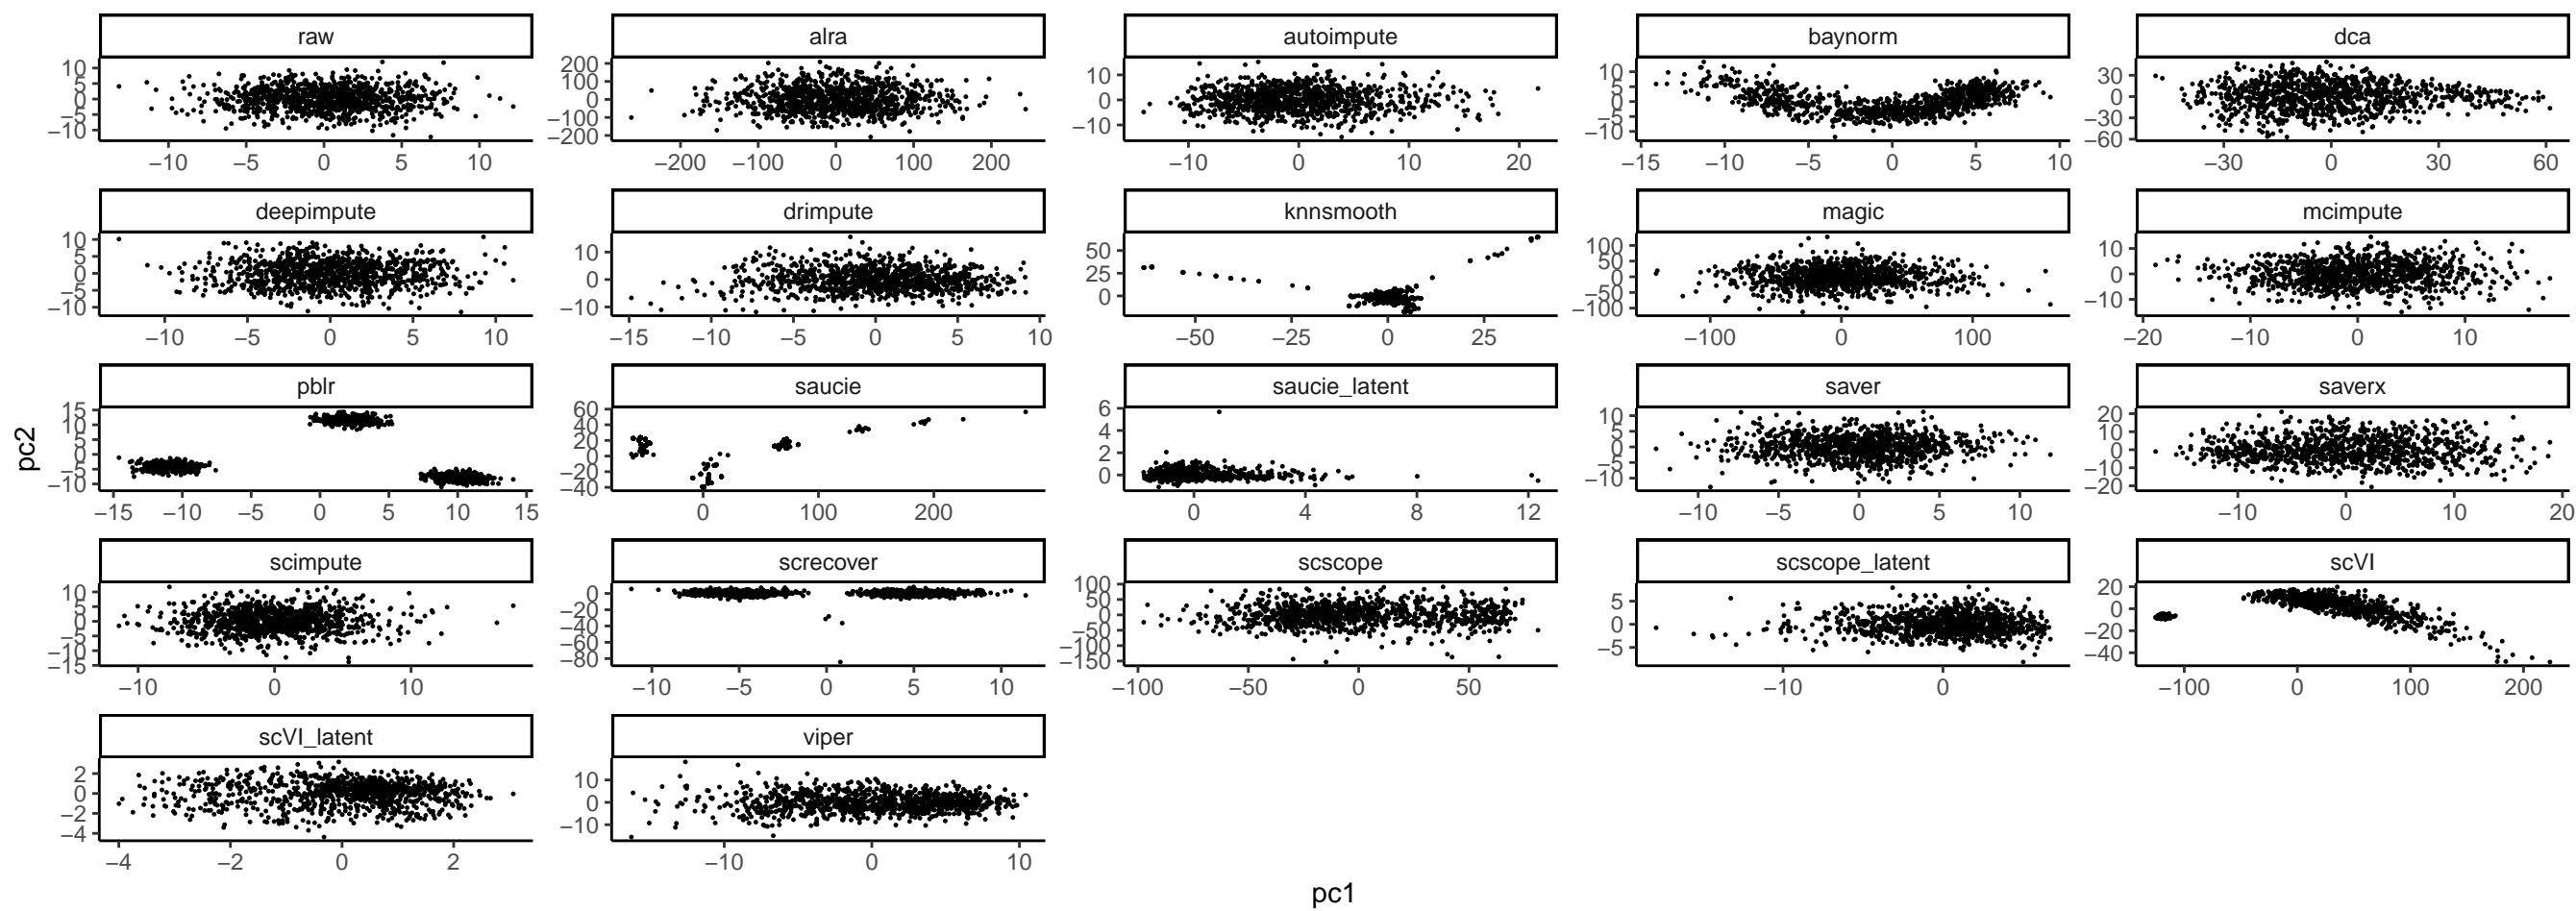 raw alra autoimpute baynorm dca
10 5 0 −5 −10 200 100 0 −100 −200 10 0 −10 10 5 0 −5 −10 30 0 −30 −60
−10 −5 0 5 10 −200 −100 0 100 200 −10 0 10 20 −15 −10 −5 0 5 10 −30 0 30 60
deepimpute drimpute knnsmooth magic mcimpute
10 5 0 −5 −10 10 0 −10 50 25 0 100 50 0 −50 −100 10 0 −10
−10 −5 0 5 10 −15 −10 −5 0 5 10 −50 −25 0 25 −100 0 100 −20 −10 0 10
pblr saucie saucie_latent saver saverx
15 10 5 0 −5 −10 60 40 20 0 −20 −40 6 4 2 0 10 5 0 −5 −10 20 10 0 −10 −20
−15 −10 −5 0 5 10 15 0 100 200 0 4 8 12 −10 −5 0 5 10 −10 0 10 20
scimpute screcover scscope scscope_latent scVI
10 5 0 −5 −10 −15 0 −20 −40 −60 −80 100 50 0 −50 −100 −150 5 0 −5 20 0 −20 −40
−10 0 10 −10 −5 0 5 10 −100 −50 0 50 −10 0 −100 0 100 200
scVI_latent viper
2 0 −2 −4 10 0 −10
−4 −2 0 2 −10 0 10
pc2
pc1